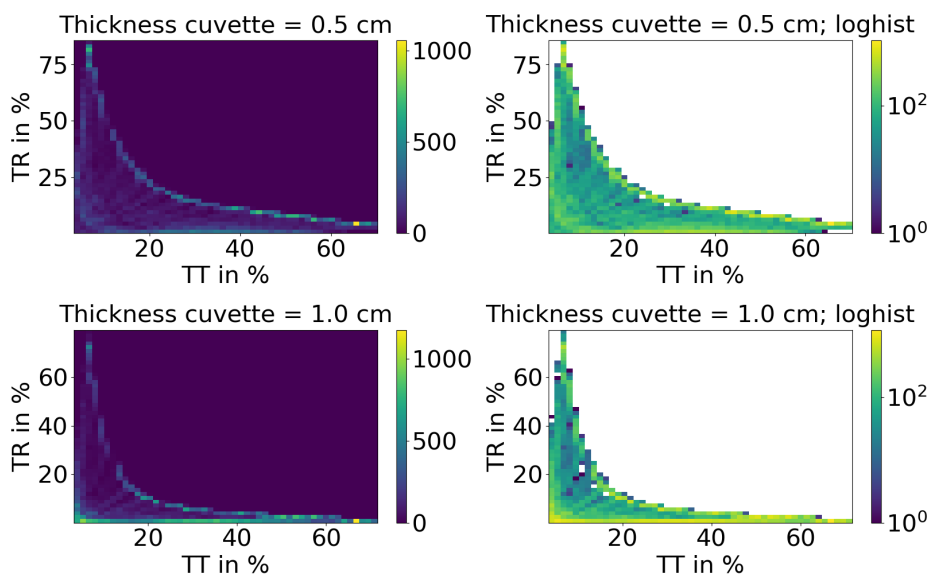 Thickness cuvette = 0.5 cm
Thickness cuvette = 0.5 cm; loghist
TR in %
75
50
25
20
40
60
TT in %
1000
500
0
TR in %
75
50
25
20
40
60
TT in %
10²
10⁰
Thickness cuvette = 1.0 cm
Thickness cuvette = 1.0 cm; loghist
TR in %
60
40
20
20
40
60
TT in %
1000
500
0
TR in %
60
40
20
20
40
60
TT in %
10²
10⁰